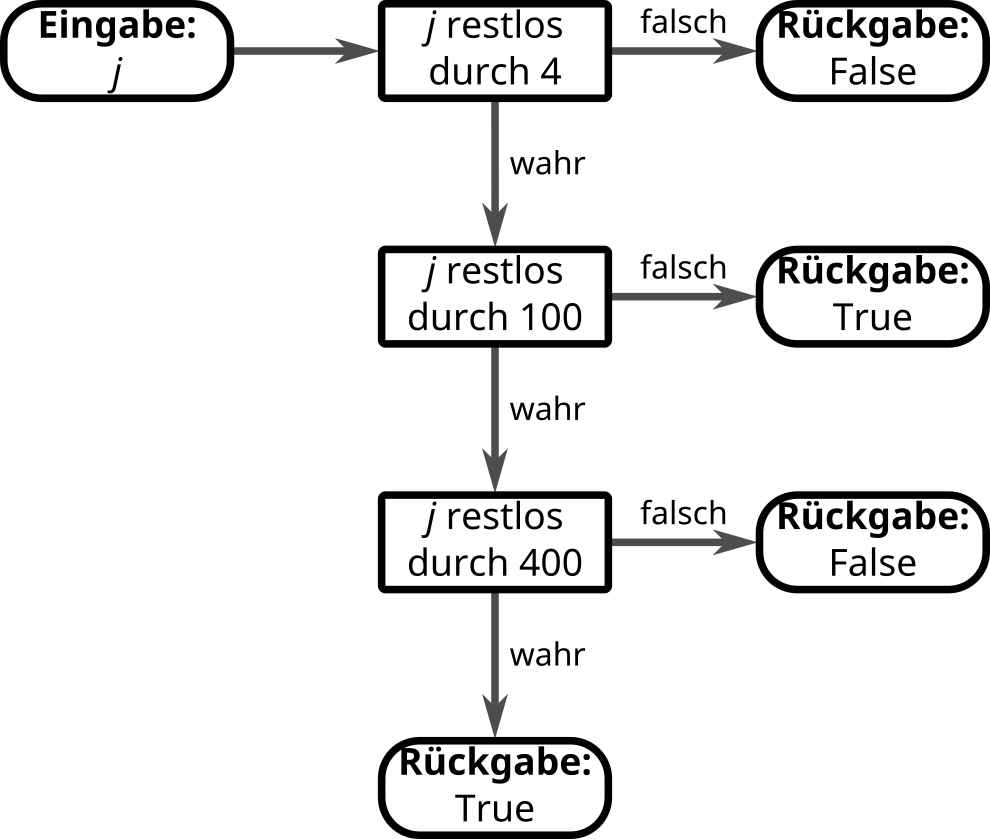 Eingabe:
j
j restlos
durch 4
falsch
Rückgabe:
False
wahr
j restlos
durch 100
falsch
Rückgabe:
True
wahr
j restlos
durch 400
falsch
Rückgabe:
False
wahr
Rückgabe:
True